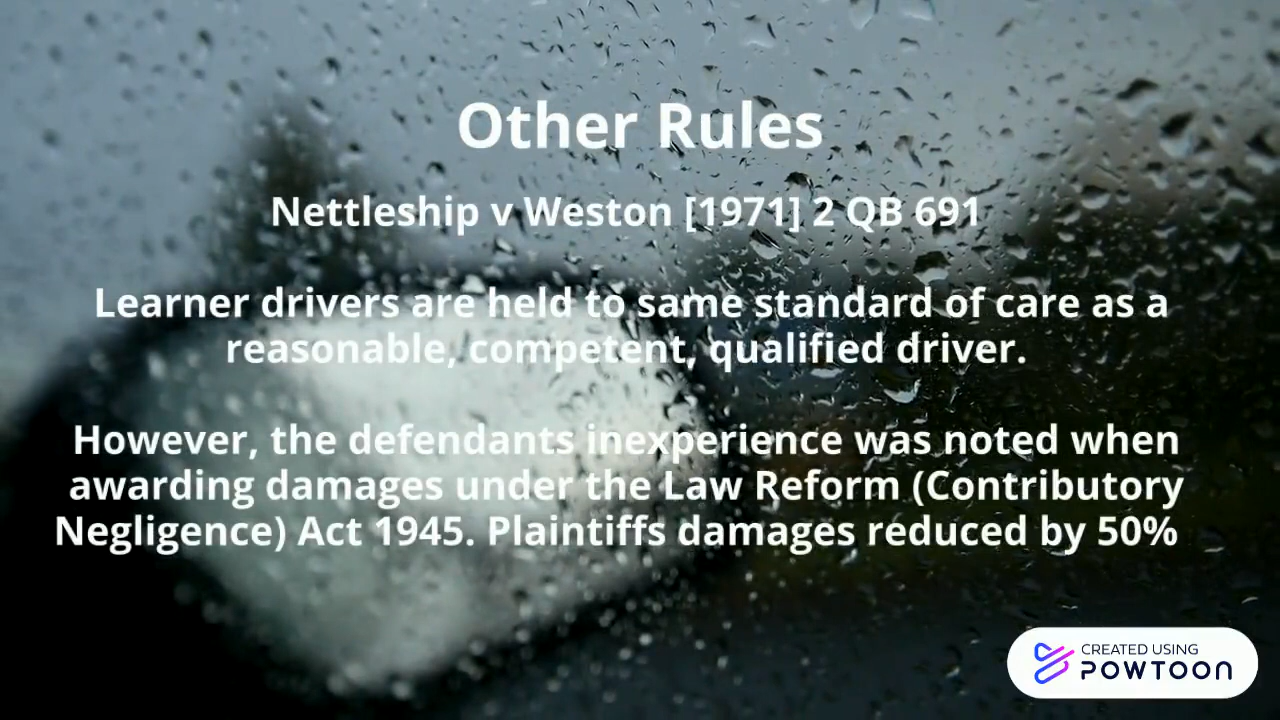 Other Rules
Nettleship v Weston [1971] 2 QB 691
Learner drivers are held to same standard of care as a
reasonable, competent, qualified driver.
However, the defendants inexperience was noted when
awarding damages under the Law Reform (Contributory
Negligence) Act 1945. Plaintiffs damages reduced by 50%
CREATED USING
POWTOON